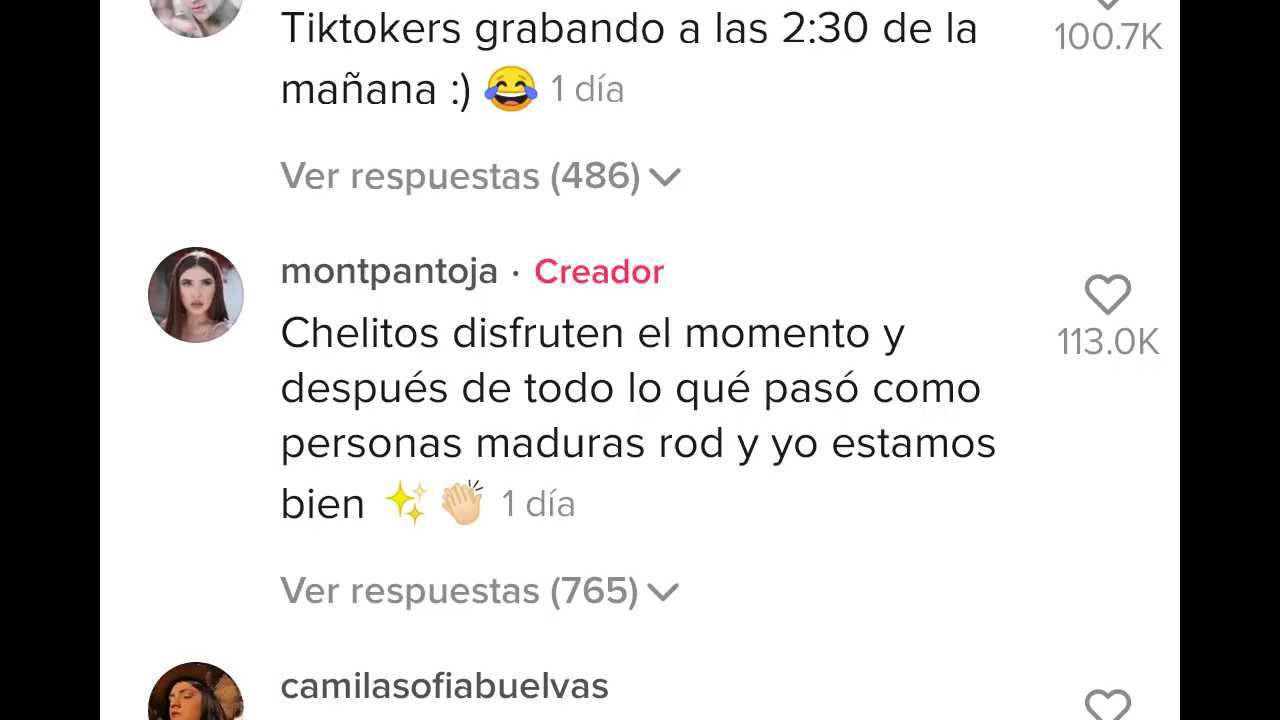 Tiktokers grabando a las 2:30 de la
100.7K
mañana :) 😂 1 día
Ver respuestas (486)
montpantoja · Creador
Chelitos disfruten el momento y
113.0K
después de todo lo qué pasó como
personas maduras rod y yo estamos
bien ✨ 👏🏻 1 día
Ver respuestas (765)
camilasofiabuelvas